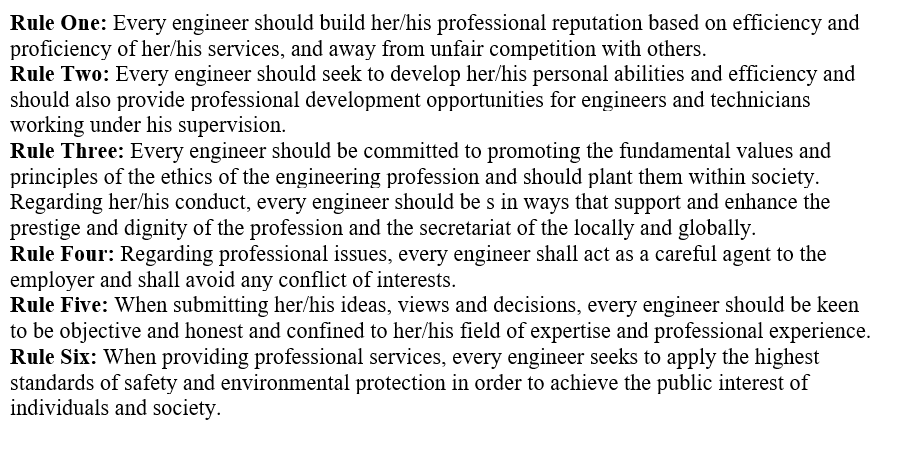 Rule One: Every engineer should build her/his professional reputation based on efficiency and
proficiency of her/his services, and away from unfair competition with others.
Rule Two: Every engineer should seek to develop her/his personal abilities and efficiency and
should also provide professional development opportunities for engineers and technicians
working under his supervision.
Rule Three: Every engineer should be committed to promoting the fundamental values and
principles of the ethics of the engineering profession and should plant them within society.
Regarding her/his conduct, every engineer should be s in ways that support and enhance the
prestige and dignity of the profession and the secretariat of the locally and globally.
Rule Four: Regarding professional issues, every engineer shall act as a careful agent to the
employer and shall avoid any conflict of interests.
Rule Five: When submitting her/his ideas, views and decisions, every engineer should be keen
to be objective and honest and confined to her/his field of expertise and professional experience.
Rule Six: When providing professional services, every engineer seeks to apply the highest
standards of safety and environmental protection in order to achieve the public interest of
individuals and society.